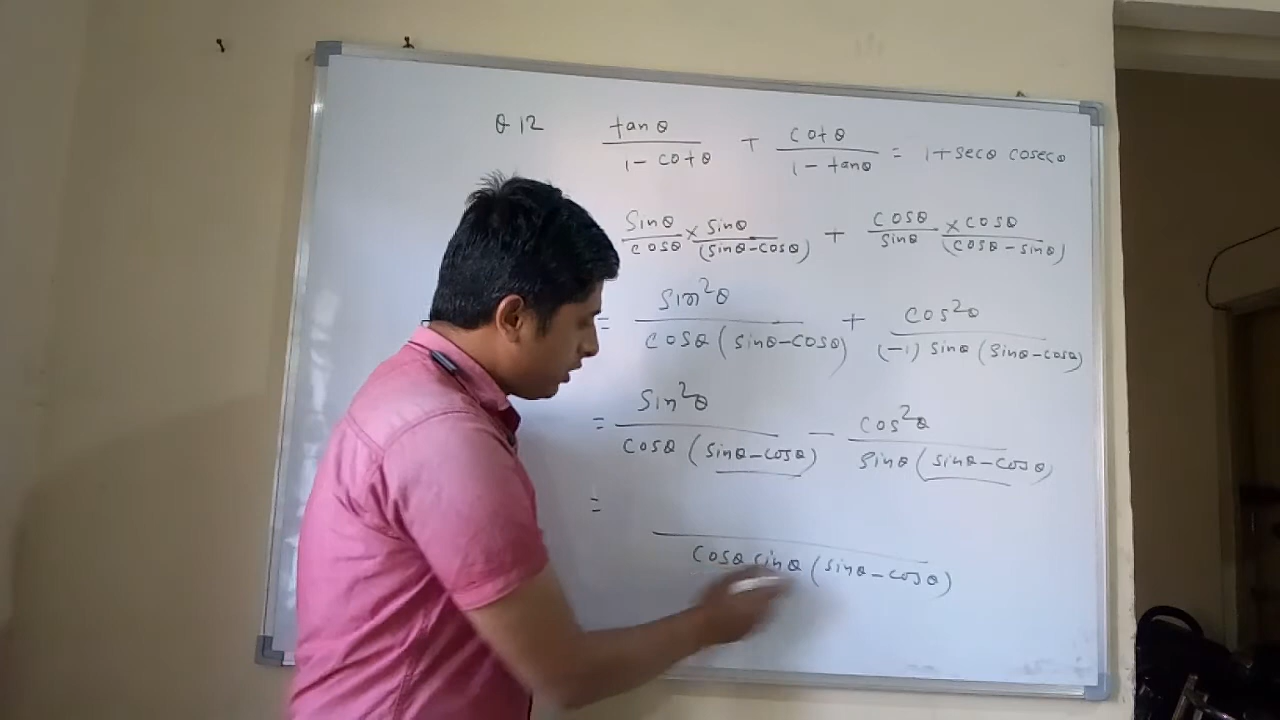 Q 12 tanθ / 1 - cotθ + cotθ / 1 - tanθ = 1 + secθ cosecθ
sinθ / cosθ × sinθ / (sinθ - cosθ) + cosθ / sinθ × cosθ / (cosθ - sinθ)
= sin²θ / cosθ (sinθ - cosθ) + cos²θ / (-1) sinθ (sinθ - cosθ)
= sin²θ / cosθ (sinθ - cosθ) - cos²θ / sinθ (sinθ - cosθ)
= / cosθ sinθ (sinθ - cosθ)